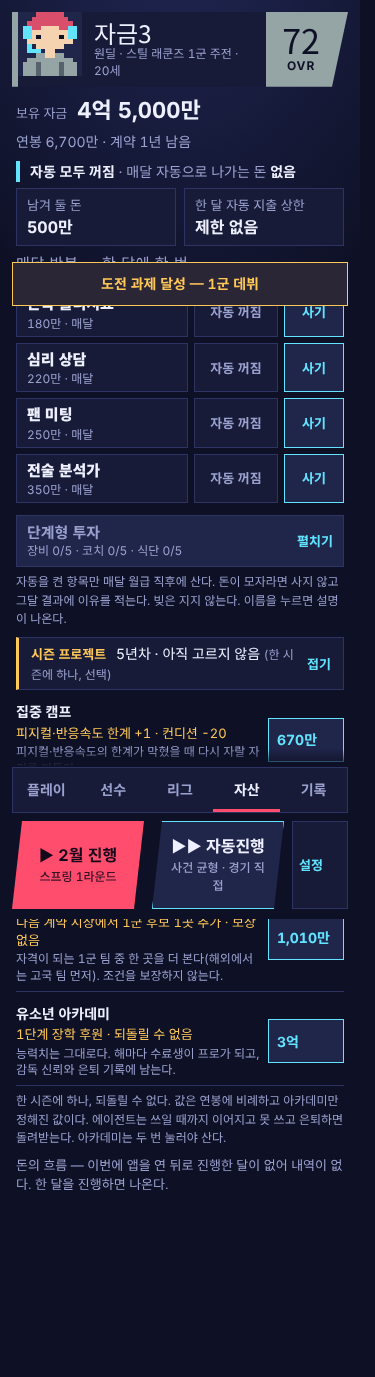 자금3
원딜 · 스틸 래쿤즈 1군 주전 ·
20세
72
OVR
보유 자금 4억 5,000만
연봉 6,700만 · 계약 1년 남음
자동 모두 꺼짐 · 매달 자동으로 나가는 돈 없음
남겨 둘 돈
500만
한 달 자동 지출 상한
제한 없음
도전 과제 달성 — 1군 데뷔
180만 · 매달
자동 꺼짐
사기
심리 상담
220만 · 매달
자동 꺼짐
사기
팬 미팅
250만 · 매달
자동 꺼짐
사기
전술 분석가
350만 · 매달
자동 꺼짐
사기
단계형 투자
장비 0/5 · 코치 0/5 · 식단 0/5
펼치기
자동을 켠 항목만 매달 월급 직후에 산다. 돈이 모자라면 사지 않고
그달 결과에 이유를 적는다. 빚은 지지 않는다. 이름을 누르면 설명
이 나온다.
시즌 프로젝트 5년차 · 아직 고르지 않음 (한 시
즌에 하나, 선택)
접기
집중 캠프
피지컬·반응속도 한계 +1 · 컨디션 -20
피지컬·반응속도의 한계가 막혔을 때 다시 자랄 자
670만
플레이
선수
리그
자산
기록
▶ 2월 진행
스프링 1라운드
▶▶ 자동진행
사건 균형 · 경기 직
접
설정
다음 계약 시장에서 1군 후보 1곳 추가 · 보장
없음
자격이 되는 1군 팀 중 한 곳을 더 본다(해외에서
는 고국 팀 먼저). 조건을 보장하지 않는다.
1,010만
유소년 아카데미
1단계 장학 후원 · 되돌릴 수 없음
능력치는 그대로다. 해마다 수료생이 프로가 되고,
감독 신뢰와 은퇴 기록에 남는다.
3억
한 시즌에 하나, 되돌릴 수 없다. 값은 연봉에 비례하고 아카데미만
정해진 값이다. 에이전트는 쓰일 때까지 이어지고 못 쓰고 은퇴하면
돌려받는다. 아카데미는 두 번 눌러야 산다.
돈의 흐름 — 이번에 앱을 연 뒤로 진행한 달이 없어 내역이 없
다. 한 달을 진행하면 나온다.